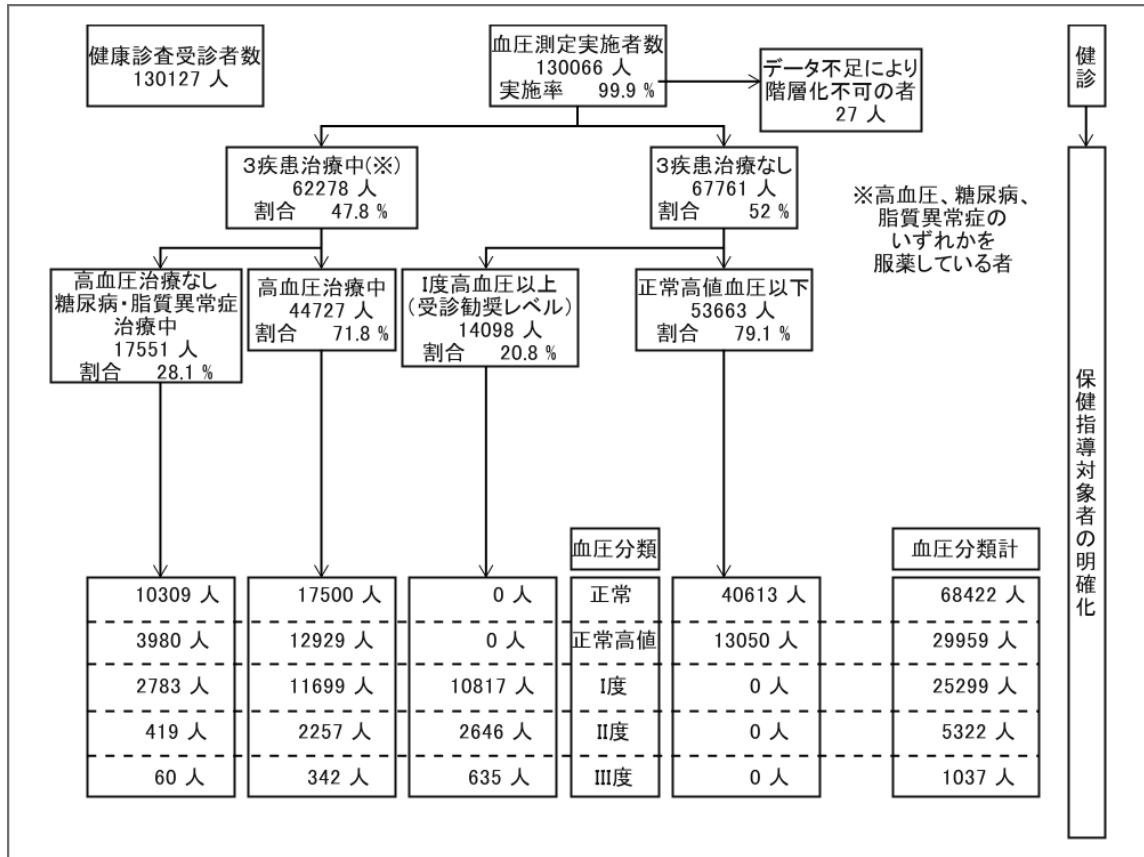 健康診査受診者数
130127 人
血圧測定実施者数
130066 人
実施率 99.9 %
データ不足により
階層化不可の者
27 人
健診
3疾患治療中(※)
62278 人
割合 47.8 %
3疾患治療なし
67761 人
割合 52 %
※高血圧、糖尿病、
脂質異常症の
いずれかを
服薬している者
高血圧治療なし
糖尿病・脂質異常症
治療中
17551 人
割合 28.1 %
高血圧治療中
44727 人
割合 71.8 %
I度高血圧以上
(受診勧奨レベル)
14098 人
割合 20.8 %
正常高値血圧以下
53663 人
割合 79.1 %
保健指導対象者の明確化
血圧分類 血圧分類計
10309 人 17500 人 0 人 正常 40613 人 68422 人
3980 人 12929 人 0 人 正常高値 13050 人 29959 人
2783 人 11699 人 10817 人 I度 0 人 25299 人
419 人 2257 人 2646 人 II度 0 人 5322 人
60 人 342 人 635 人 III度 0 人 1037 人